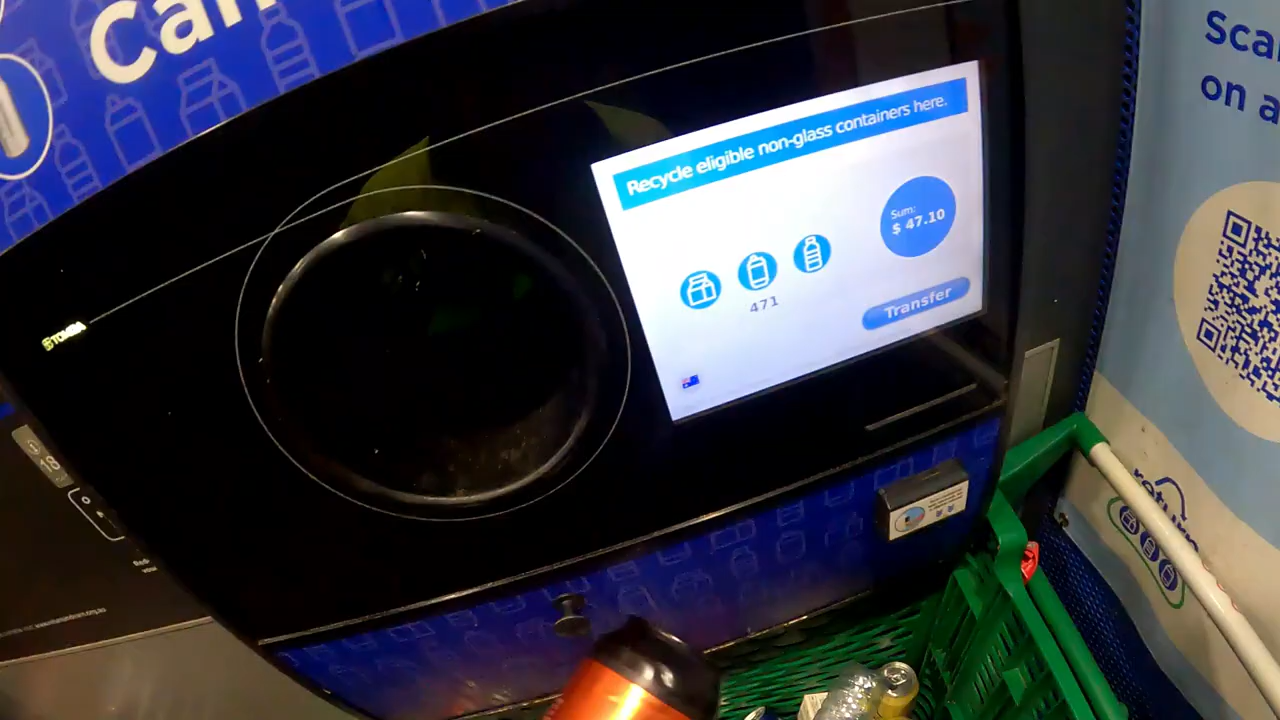 Can
Recycle eligible non-glass containers here.
Sum:
$ 47.10
471
Transfer
TOMRA
Sca
on a
return